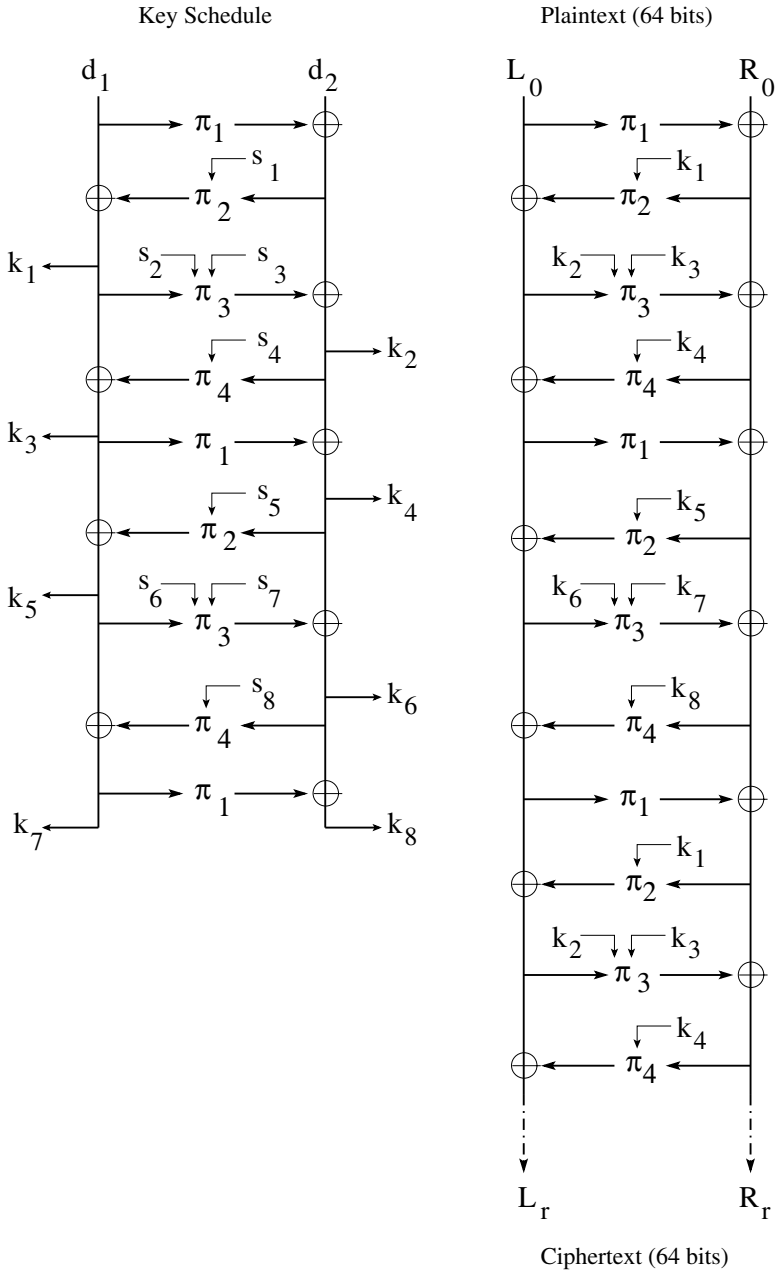 Key Schedule
d1 d2
π1
s1
π2
k1
s2 s3
π3
s4
k2
π4
k3
π1
s5
k4
π2
k5
s6 s7
π3
s8
k6
π4
π1
k7 k8
Plaintext (64 bits)
L0 R0
π1
k1
π2
k2 k3
π3
k4
π4
π1
k5
π2
k6 k7
π3
k8
π4
π1
k1
π2
k2 k3
π3
k4
π4
Lr Rr
Ciphertext (64 bits)